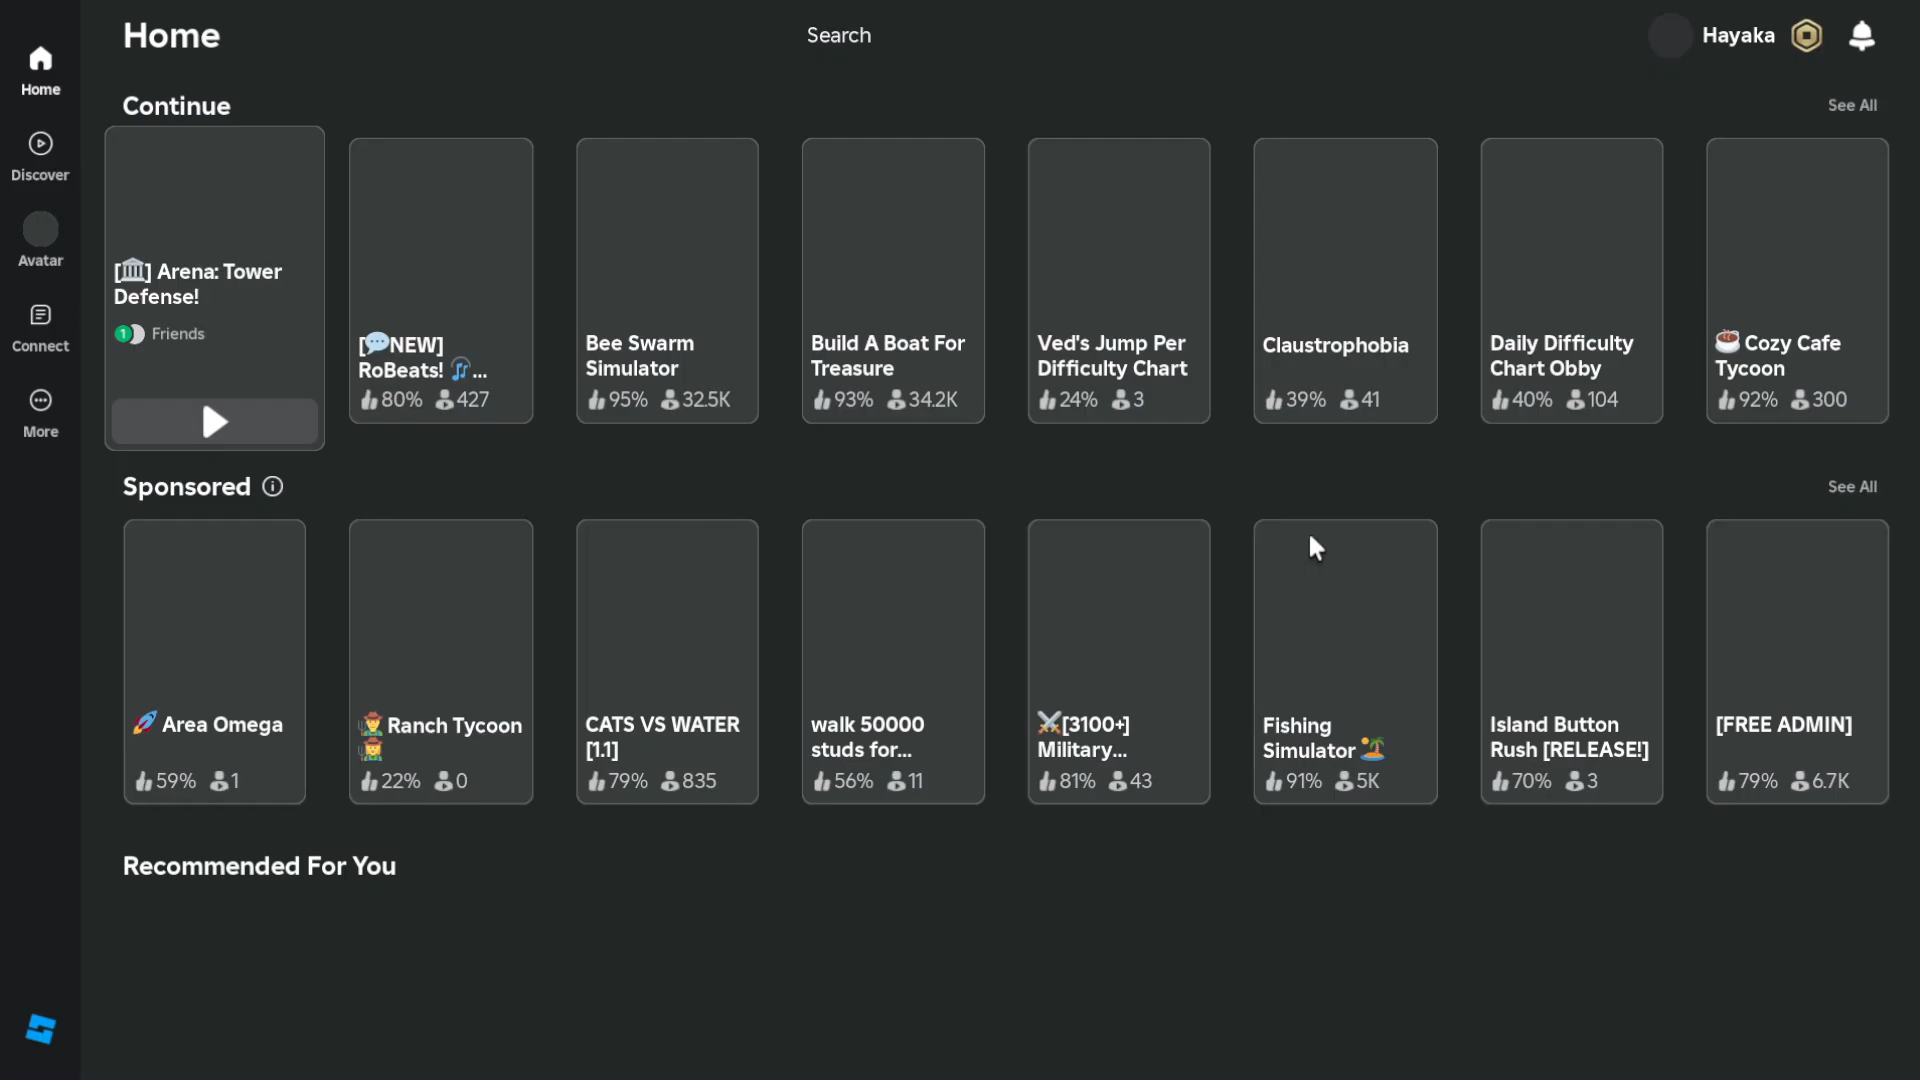 Home
Search
Hayaka
Home
Discover
Avatar
Connect
More
Continue
See All
[🏛️] Arena: Tower
Defense!
1 Friends
[💬NEW]
RoBeats! 🎵...
80% 427
Bee Swarm
Simulator
95% 32.5K
Build A Boat For
Treasure
93% 34.2K
Ved's Jump Per
Difficulty Chart
24% 3
Claustrophobia
39% 41
Daily Difficulty
Chart Obby
40% 104
☕ Cozy Cafe
Tycoon
92% 300
Sponsored
See All
🚀 Area Omega
59% 1
🧑‍🌾 Ranch Tycoon
👩‍🌾
22% 0
CATS VS WATER
[1.1]
79% 835
walk 50000
studs for...
56% 11
⚔️[3100+]
Military...
81% 43
Fishing
Simulator 🏝️
91% 5K
Island Button
Rush [RELEASE!]
70% 3
[FREE ADMIN]
79% 6.7K
Recommended For You